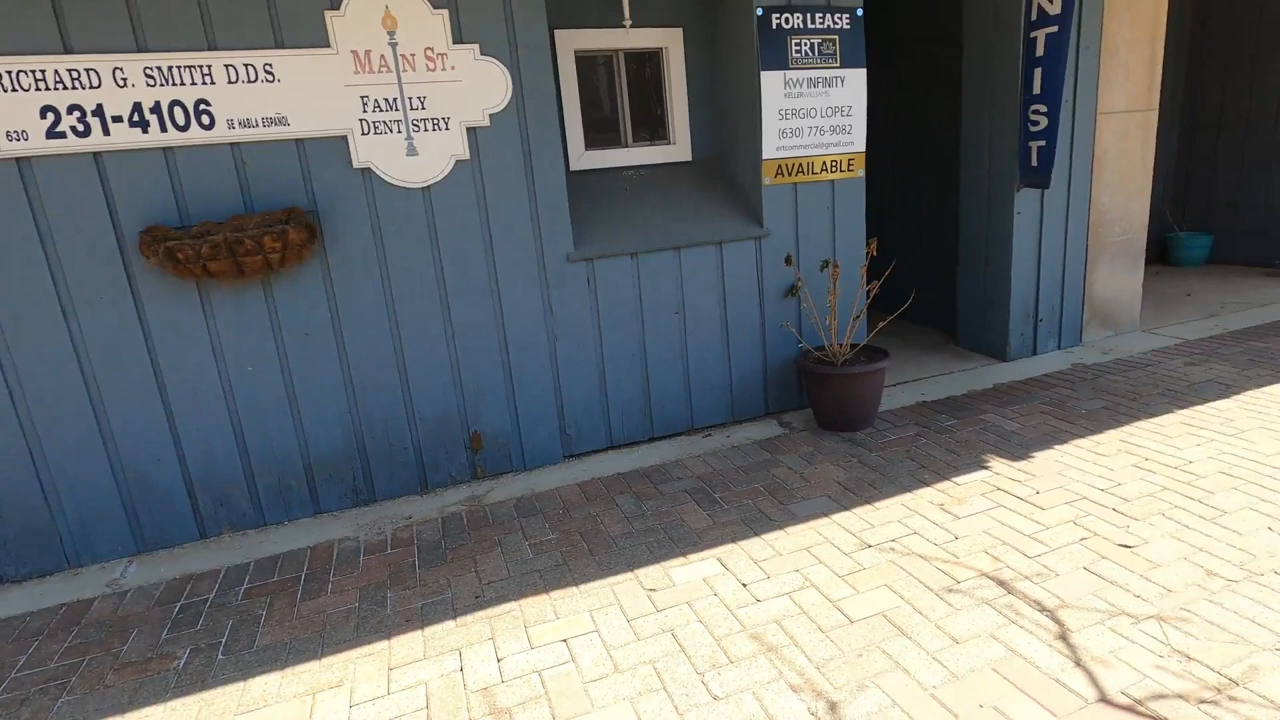 RICHARD G. SMITH D.D.S.
630 231-4106 SE HABLA ESPAÑOL
MAIN ST.
FAMILY
DENTISTRY
FOR LEASE
ERT
COMMERCIAL
kw INFINITY
KELLERWILLIAMS.
SERGIO LOPEZ
(630) 776-9082
ertcommercial@gmail.com
AVAILABLE
NTIST